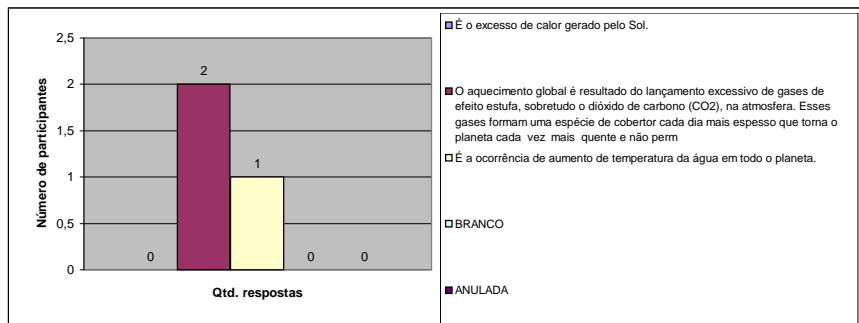 2,5
2
1,5
1
0,5
0
Número de participantes
0
2
1
0
0
Qtd. respostas
É o excesso de calor gerado pelo Sol.
O aquecimento global é resultado do lançamento excessivo de gases de
efeito estufa, sobretudo o dióxido de carbono (CO2), na atmosfera. Esses
gases formam uma espécie de cobertor cada dia mais espesso que torna o
planeta cada vez mais quente e não perm
É a ocorrência de aumento de temperatura da água em todo o planeta.
BRANCO
ANULADA